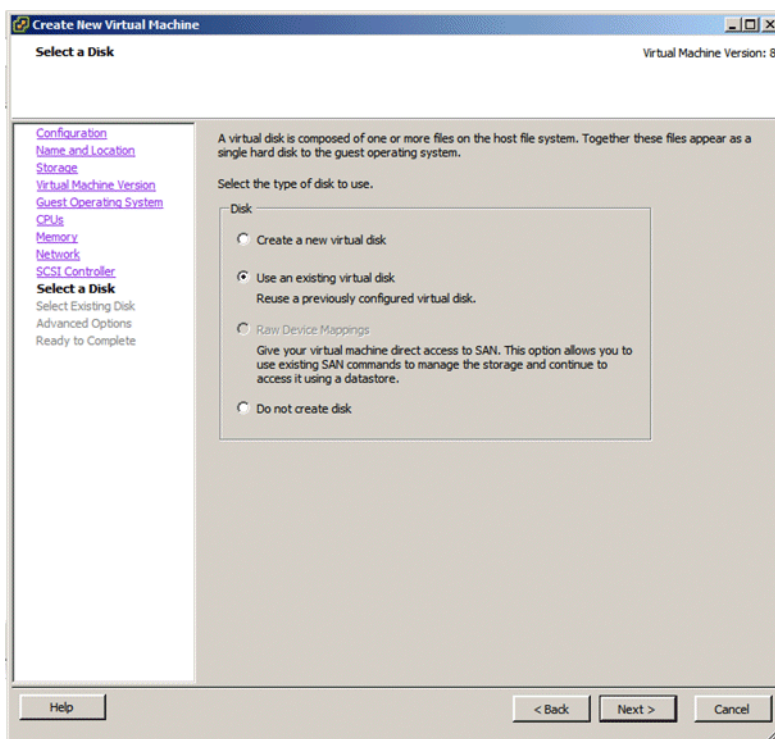 Create New Virtual Machine
Select a Disk
Virtual Machine Version: 8
Configuration
Name and Location
Storage
Virtual Machine Version
Guest Operating System
CPUs
Memory
Network
SCSI Controller
Select a Disk
Select Existing Disk
Advanced Options
Ready to Complete
A virtual disk is composed of one or more files on the host file system. Together these files appear as a
single hard disk to the guest operating system.
Select the type of disk to use.
Disk
Create a new virtual disk
Use an existing virtual disk
Reuse a previously configured virtual disk.
Raw Device Mappings
Give your virtual machine direct access to SAN. This option allows you to
use existing SAN commands to manage the storage and continue to
access it using a datastore.
Do not create disk
Help
< Back
Next >
Cancel